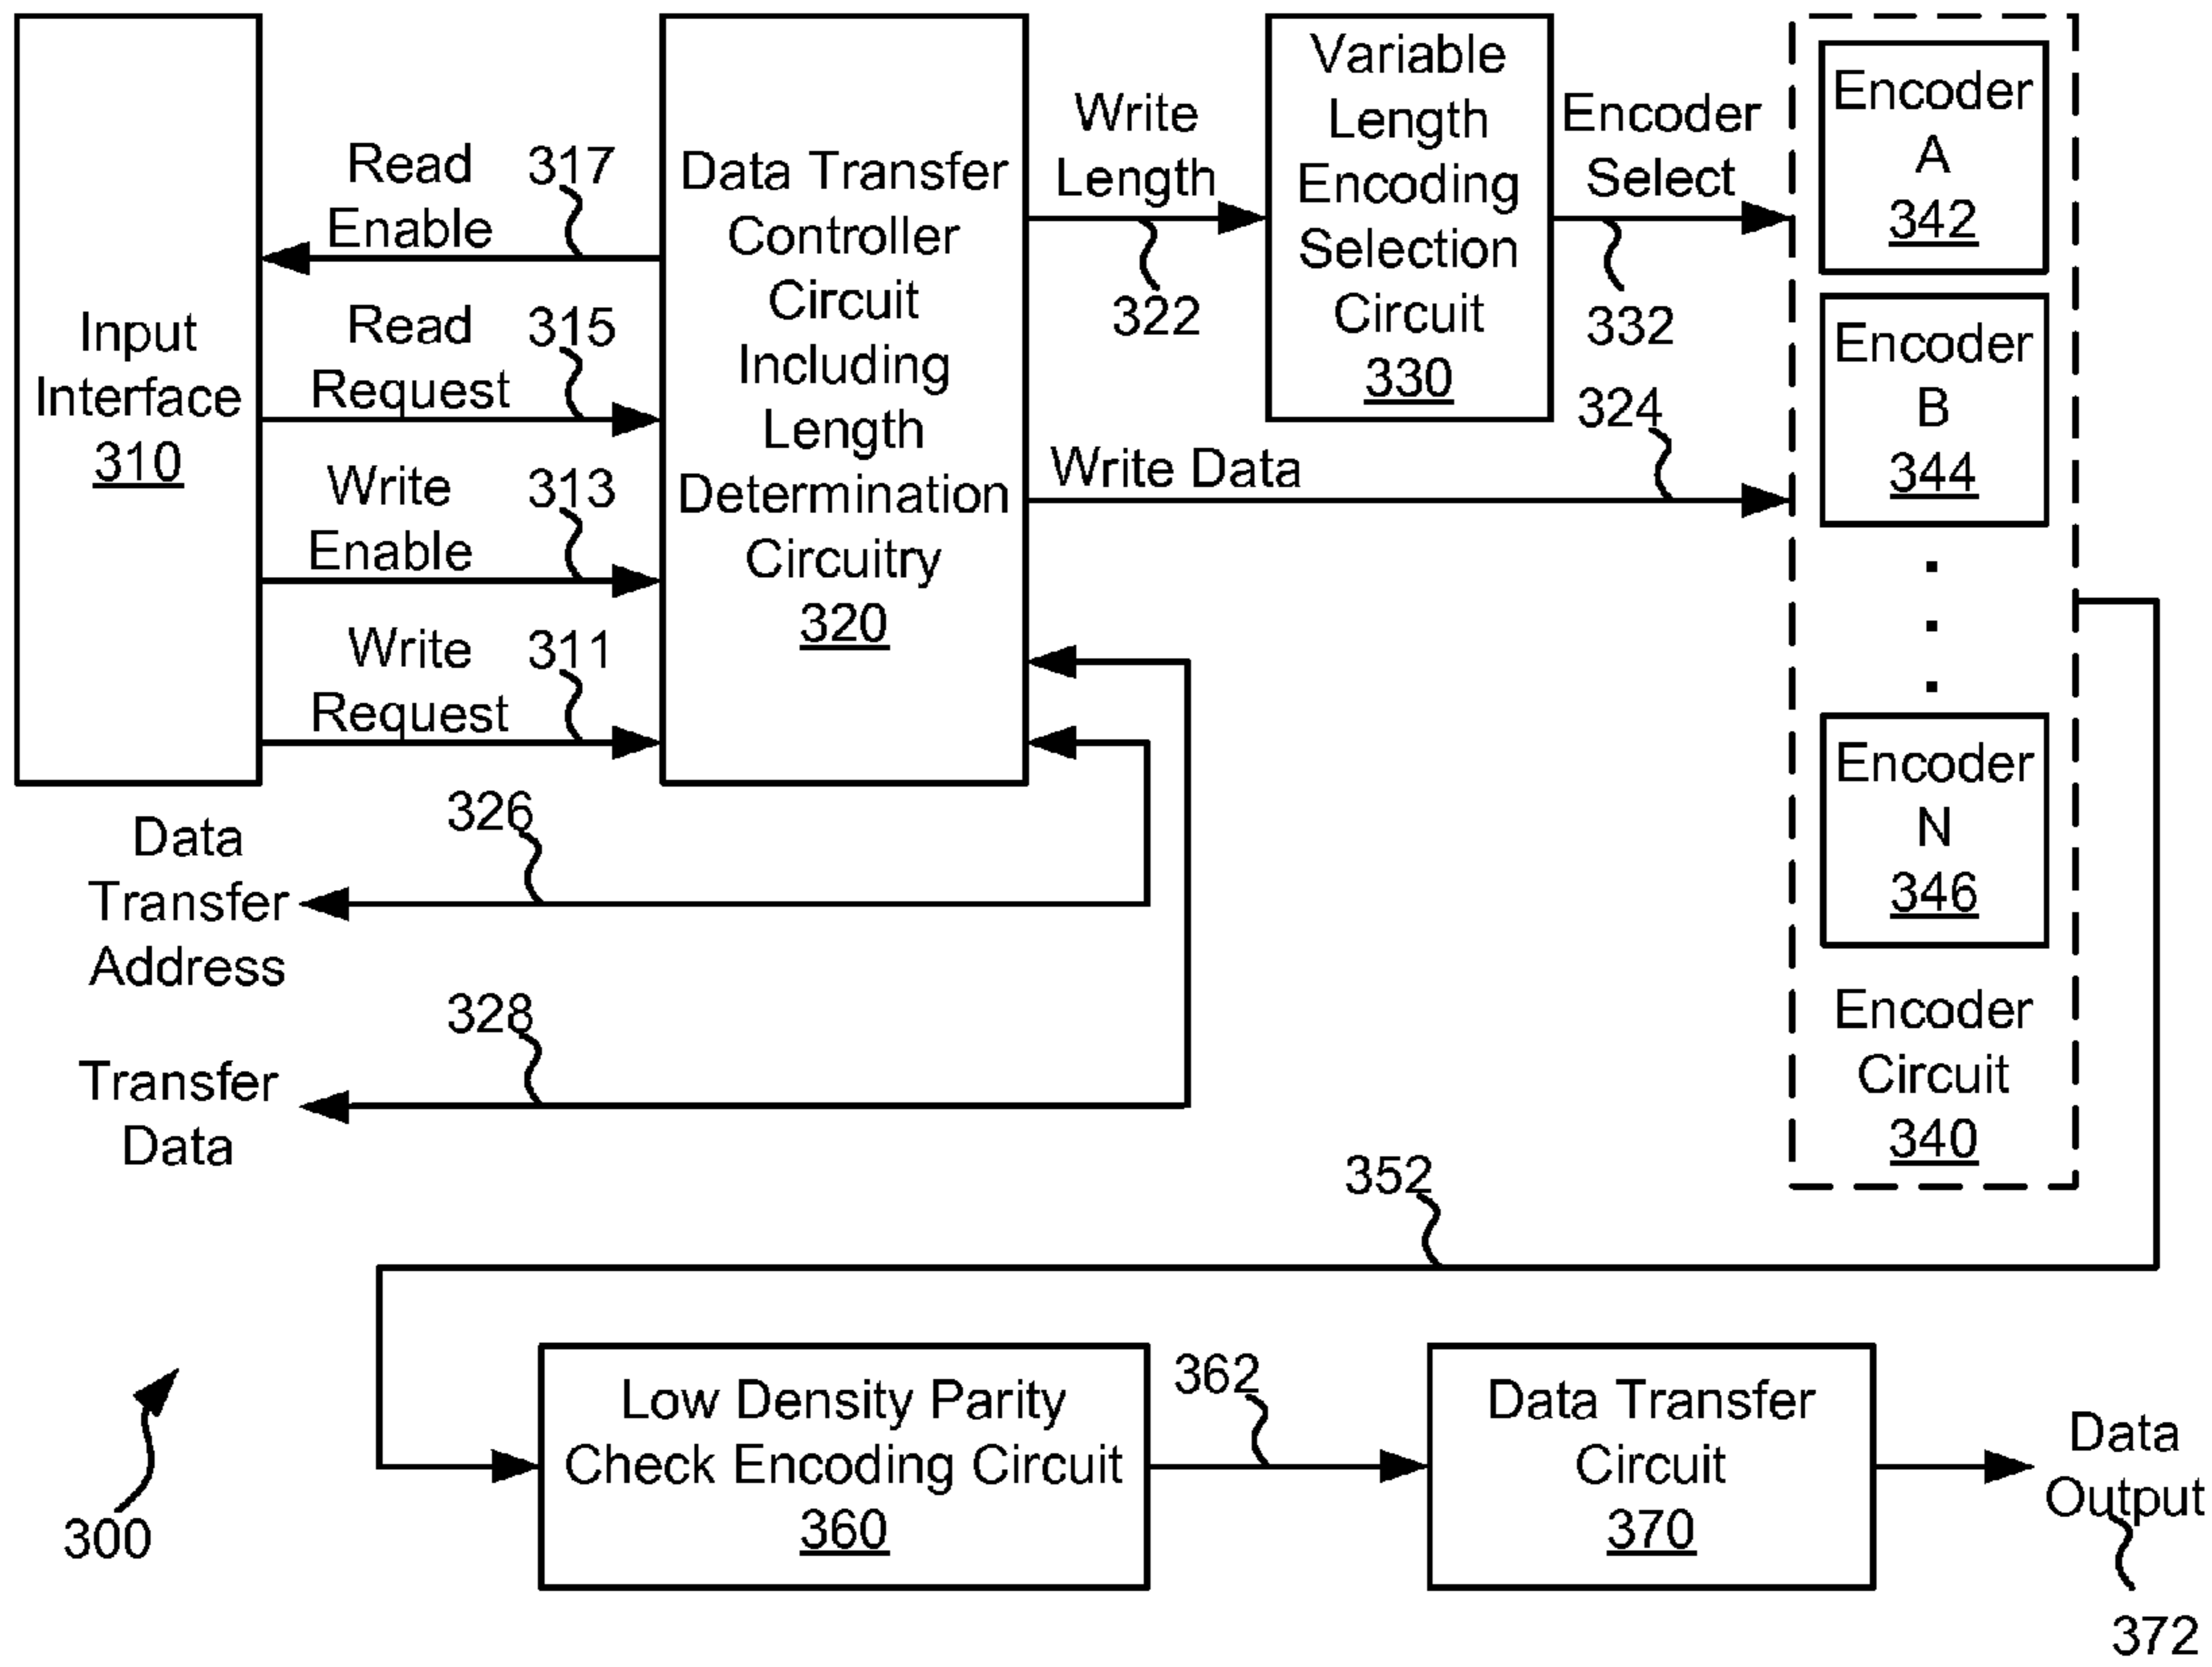 Input
Interface
310
Read
Enable
317
Read
Request
315
Write
Enable
313
Write
Request
311
Data Transfer
Controller
Circuit
Including
Length
Determination
Circuitry
320
Write
Length
322
Variable
Length
Encoding
Selection
Circuit
330
Encoder
Select
332
Write Data
324
Encoder
A
342
Encoder
B
344
Encoder
N
346
Encoder
Circuit
340
Data
Transfer
Address
326
Transfer
Data
328
352
300
Low Density Parity
Check Encoding Circuit
360
362
Data Transfer
Circuit
370
Data
Output
372